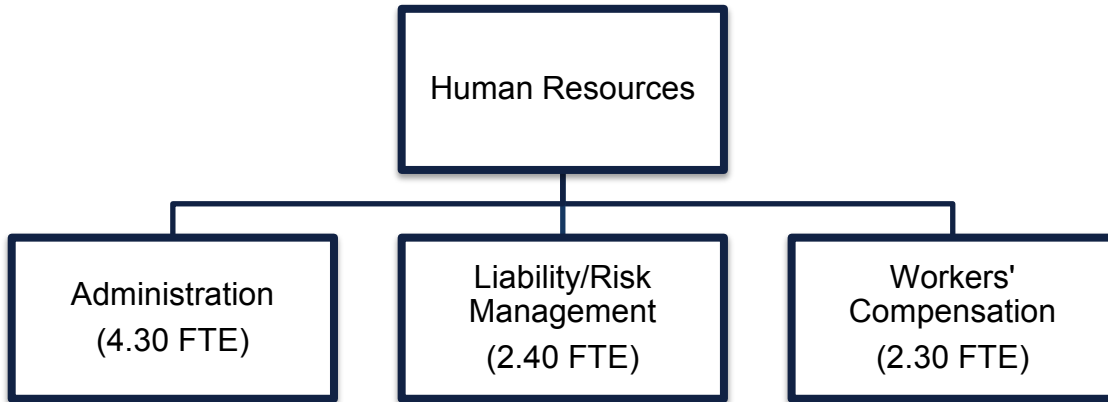 Human Resources
Administration
(4.30 FTE)
Liability/Risk
Management
(2.40 FTE)
Workers'
Compensation
(2.30 FTE)